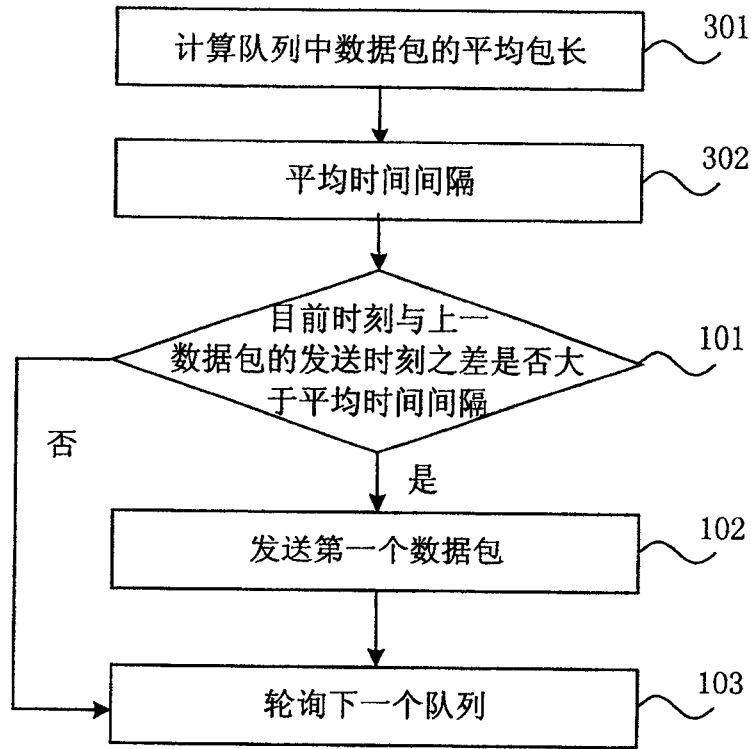 计算队列中数据包的平均包长
301
平均时间间隔
302
目前时刻与上一
数据包的发送时刻之差是否大
于平均时间间隔
101
否
是
发送第一个数据包
102
轮询下一个队列
103